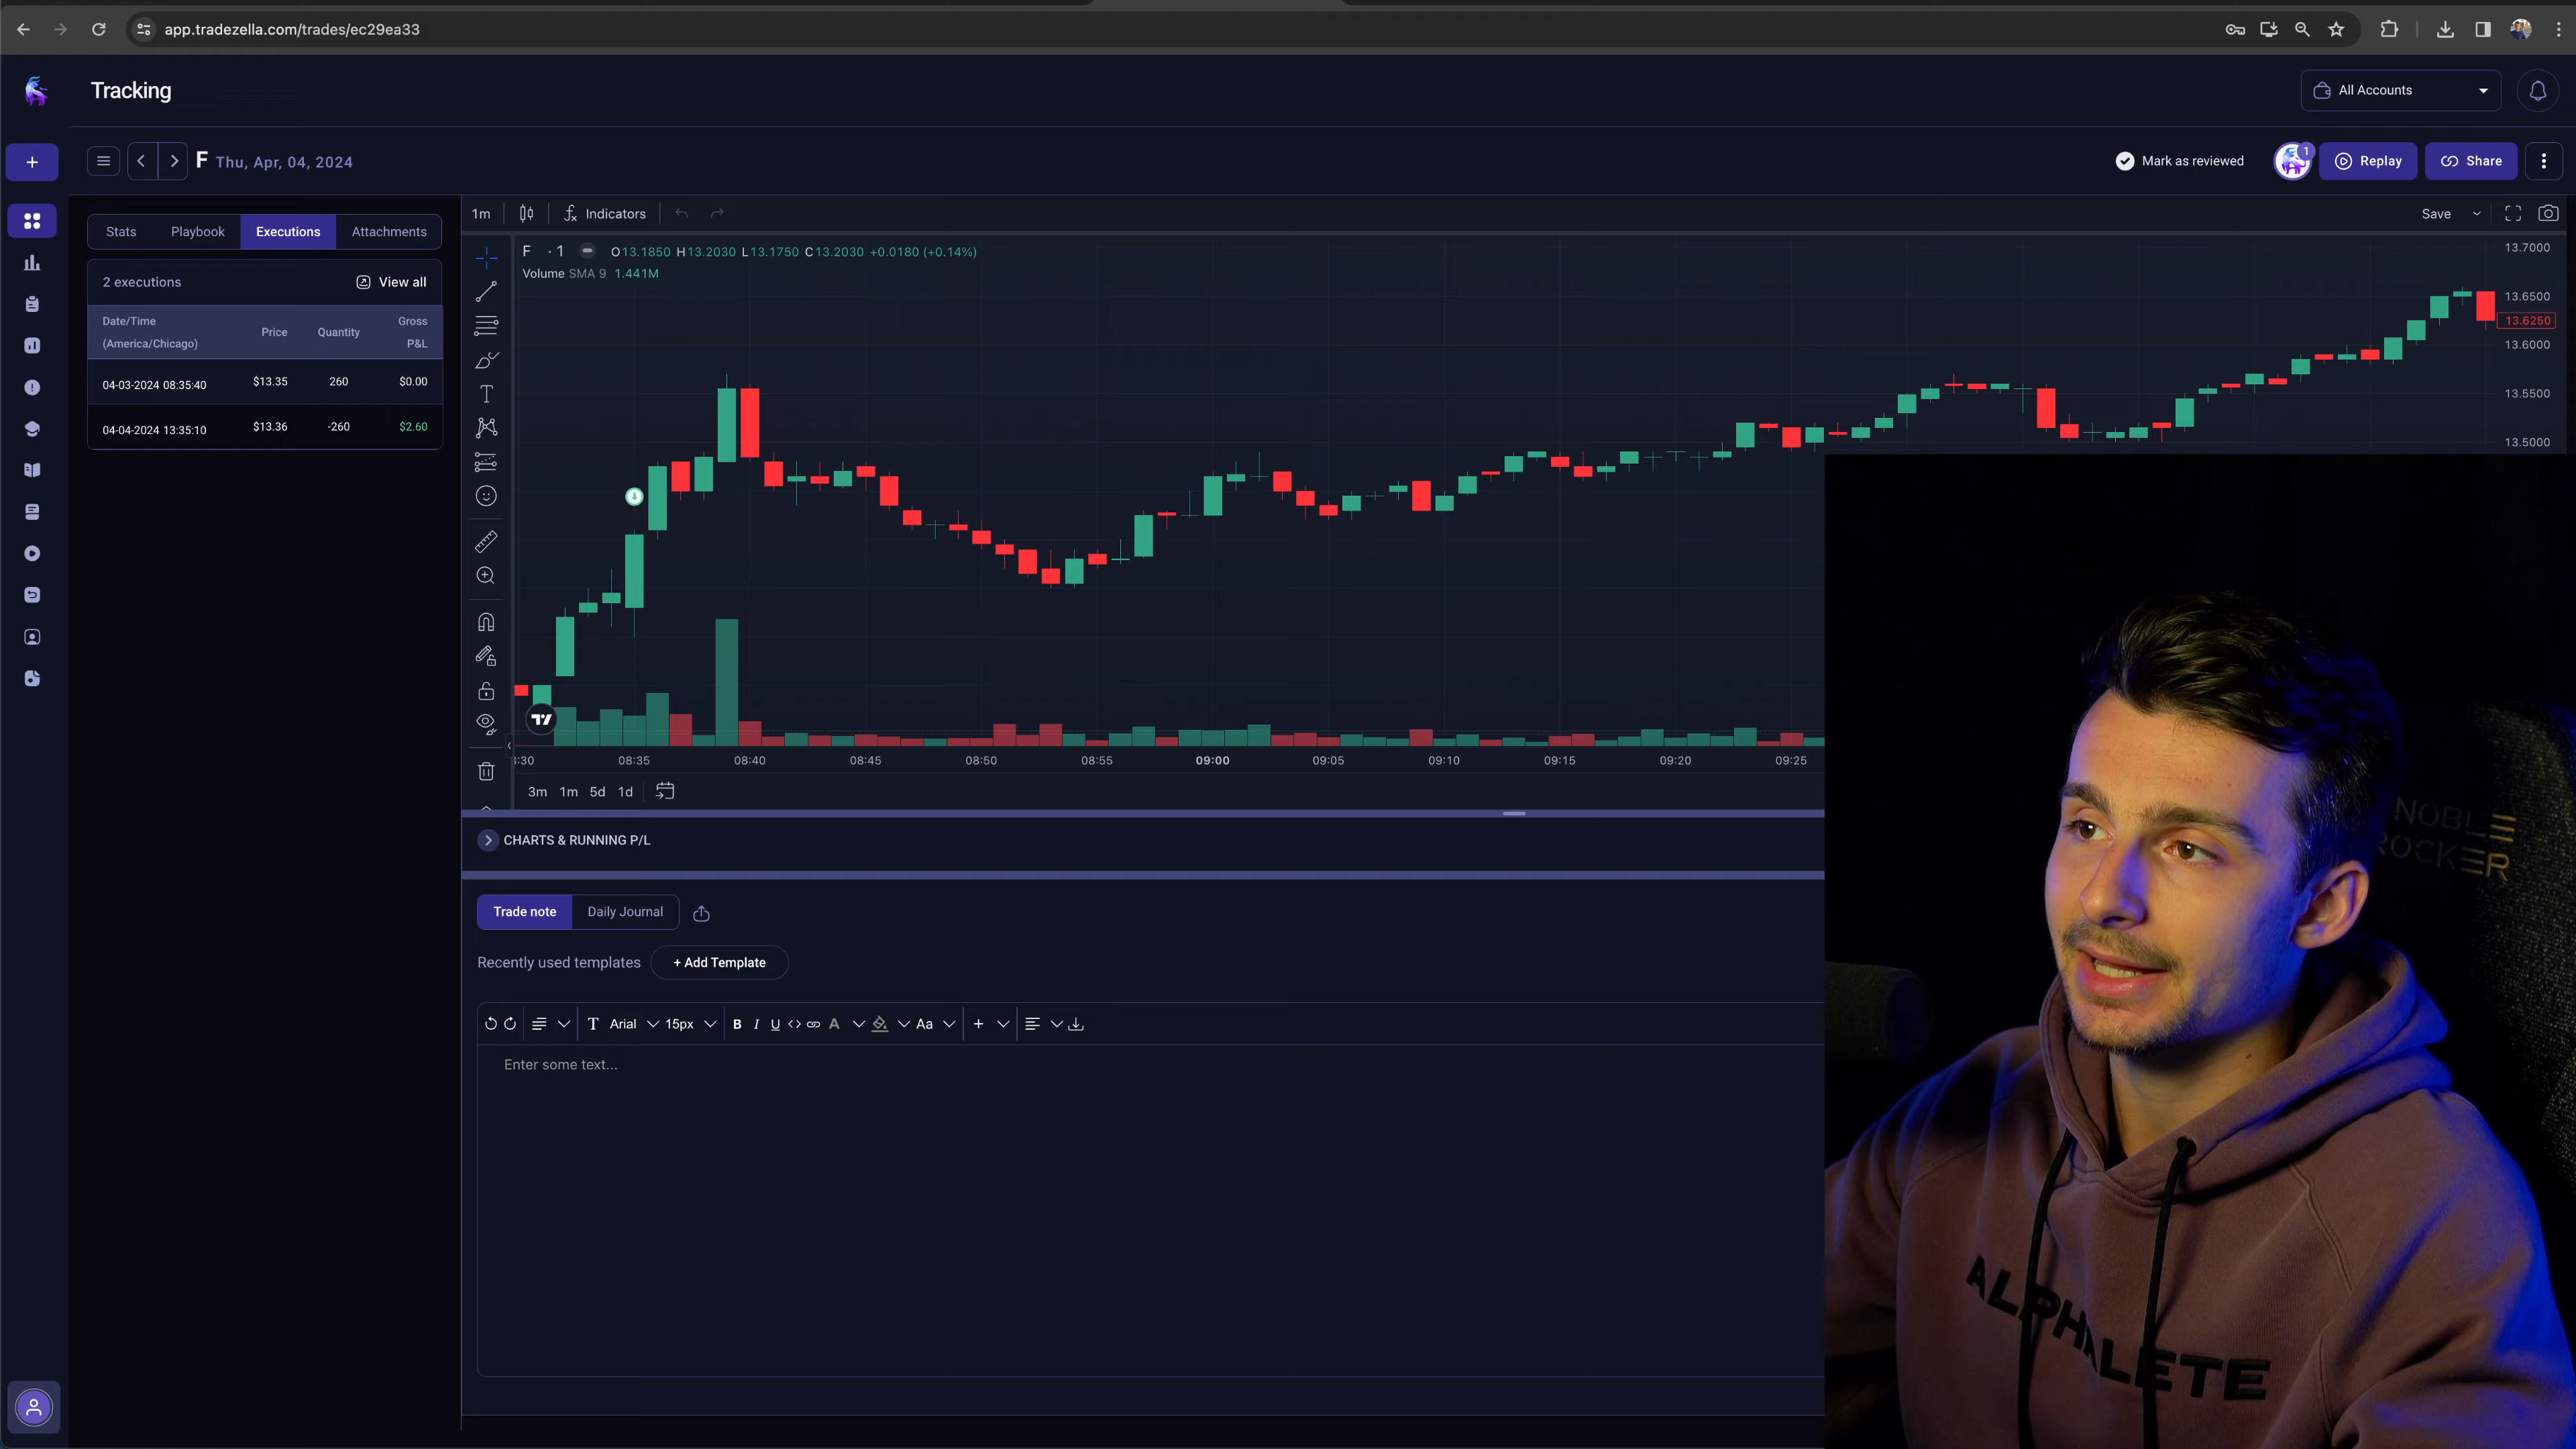 app.tradezella.com/trades/ec29ea33
Tracking
All Accounts
F Thu, Apr, 04, 2024
Mark as reviewed
1
Replay
Share
Stats Playbook Executions Attachments
2 executions View all
Date/Time (America/Chicago) Price Quantity Gross P&L
04-03-2024 08:35:40 $13.35 260 $0.00
04-04-2024 13:35:10 $13.36 -260 $2.60
1m Indicators Save
F · 1 O13.1850 H13.2030 L13.1750 C13.2030 +0.0180 (+0.14%)
Volume SMA 9 1.441M
13.7000
13.6500
13.6250
13.6000
13.5500
13.5000
:30 08:35 08:40 08:45 08:50 08:55 09:00 09:05 09:10 09:15 09:20 09:25
3m 1m 5d 1d
CHARTS & RUNNING P/L
Trade note Daily Journal
Recently used templates + Add Template
T Arial 15px B I U <> A Aa +
Enter some text...
NOBLE
ROCKER
ALPHALETE